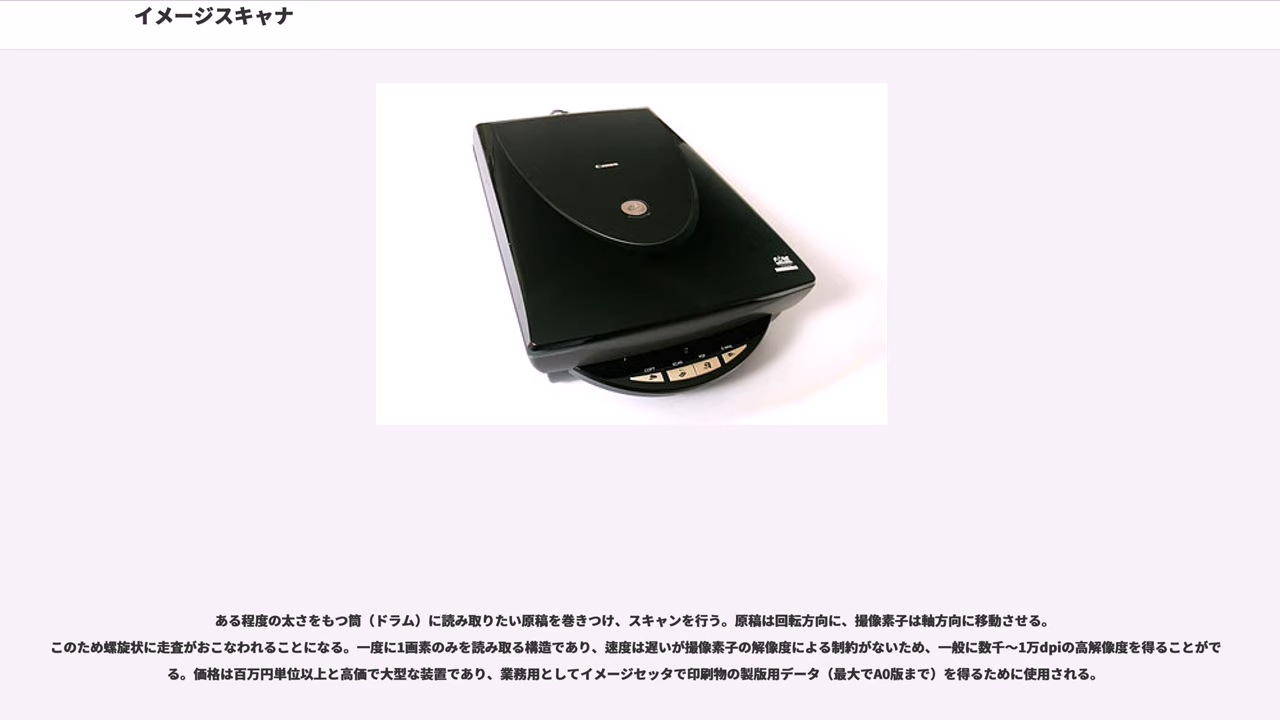 イメージスキャナ
Canon
COPY
SCAN
PDF
E-MAIL
ある程度の太さをもつ筒（ドラム）に読み取りたい原稿を巻きつけ、スキャンを行う。原稿は回転方向に、撮像素子は軸方向に移動させる。
このため螺旋状に走査がおこなわれることになる。一度に1画素のみを読み取る構造であり、速度は遅いが撮像素子の解像度による制約がないため、一般に数千～1万dpiの高解像度を得ることがで
る。価格は百万円単位以上と高価で大型な装置であり、業務用としてイメージセッタで印刷物の製版用データ（最大でA0版まで）を得るために使用される。